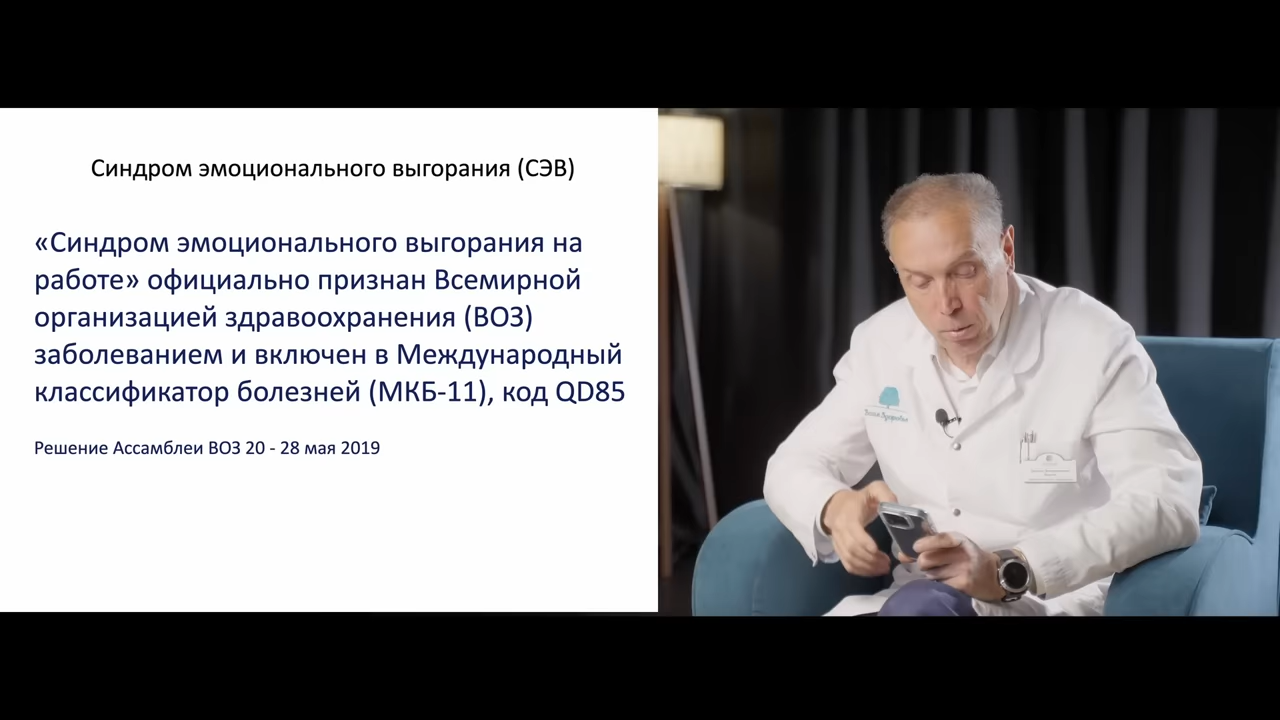 Синдром эмоционального выгорания (СЭВ)
«Синдром эмоционального выгорания на
работе» официально признан Всемирной
организацией здравоохранения (ВОЗ)
заболеванием и включен в Международный
классификатор болезней (МКБ-11), код QD85
Решение Ассамблеи ВОЗ 20 - 28 мая 2019